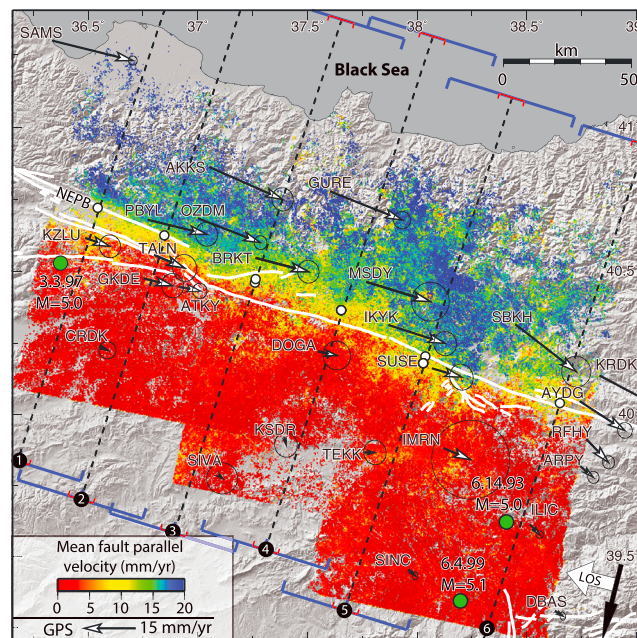 36.5°
37°
37.5°
38°
38.5°
SAMS
km
0
50
Black Sea
41
AKKS
GURE
NEPB
PBYL
OZDM
KZLU
TALN
BRKT
MSDY
40.5
3.3.97
M=5.0
GKDE
ATKY
IKYK
SBKH
CRDK
DOGA
SUSE
KRDK
AYDG
40
KSDR
RFHY
SIVA
TEKK
IMRN
ARPY
6.14.93
M=5.0
ILIC
1
2
3
4
5
6
Mean fault parallel
velocity (mm/yr)
0 5 10 15 20
GPS 15 mm/yr
SINC
6.4.99
M=5.1
39.5
LOS
DBAS